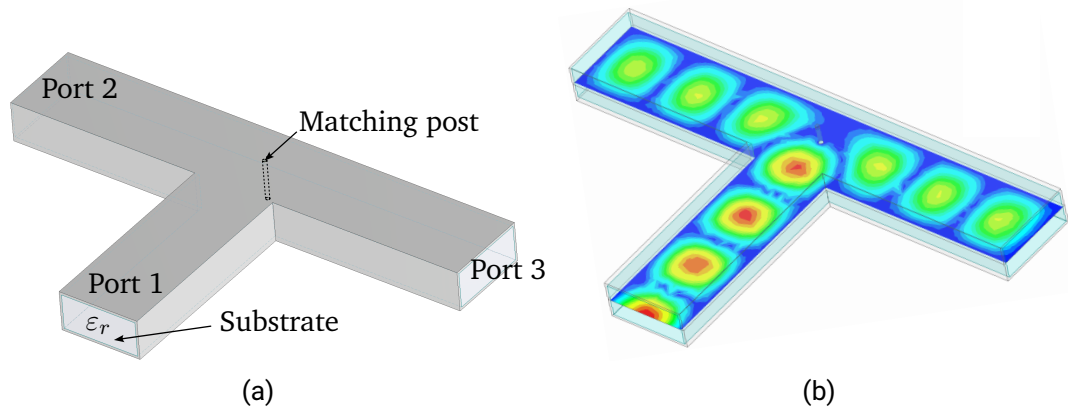 Port 2
Matching post
Port 1
Port 3
εr
Substrate
(a)
(b)